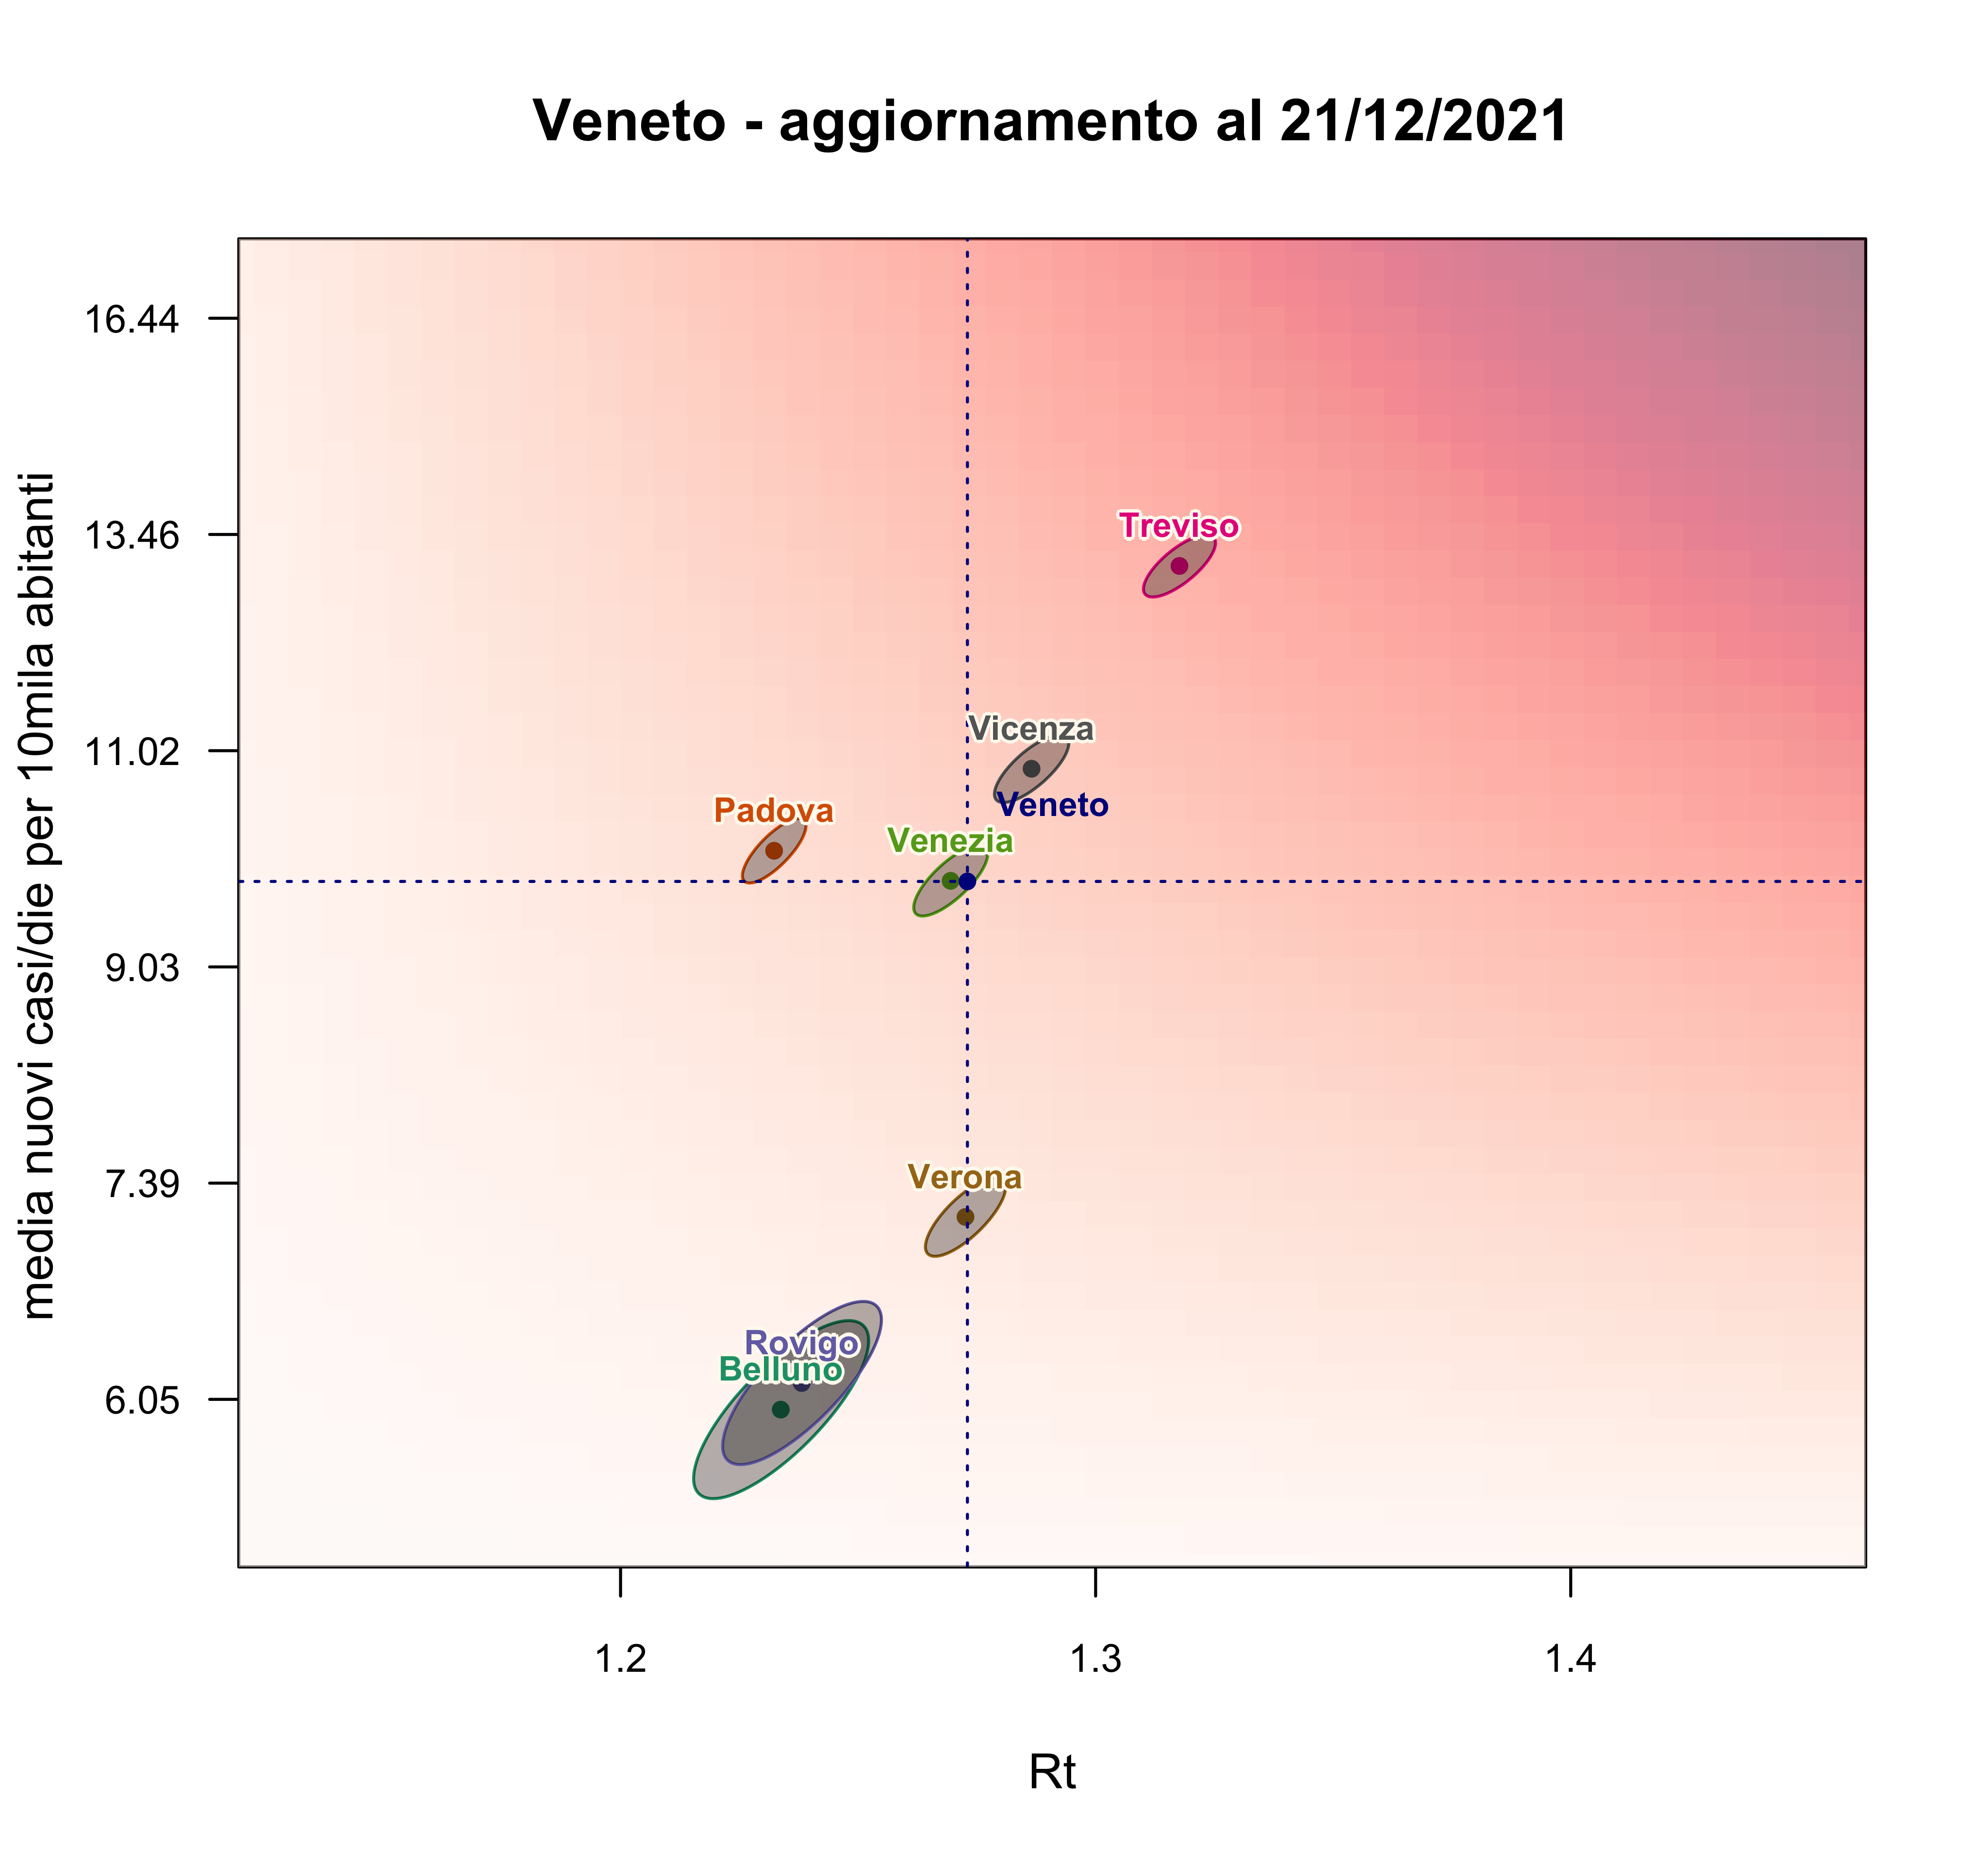 Veneto - aggiornamento al 21/12/2021
media nuovi casi/die per 10mila abitanti
16.44
13.46
11.02
9.03
7.39
6.05
Treviso
Vicenza
Veneto
Padova
Venezia
Verona
Rovigo
Belluno
1.2
1.3
1.4
Rt